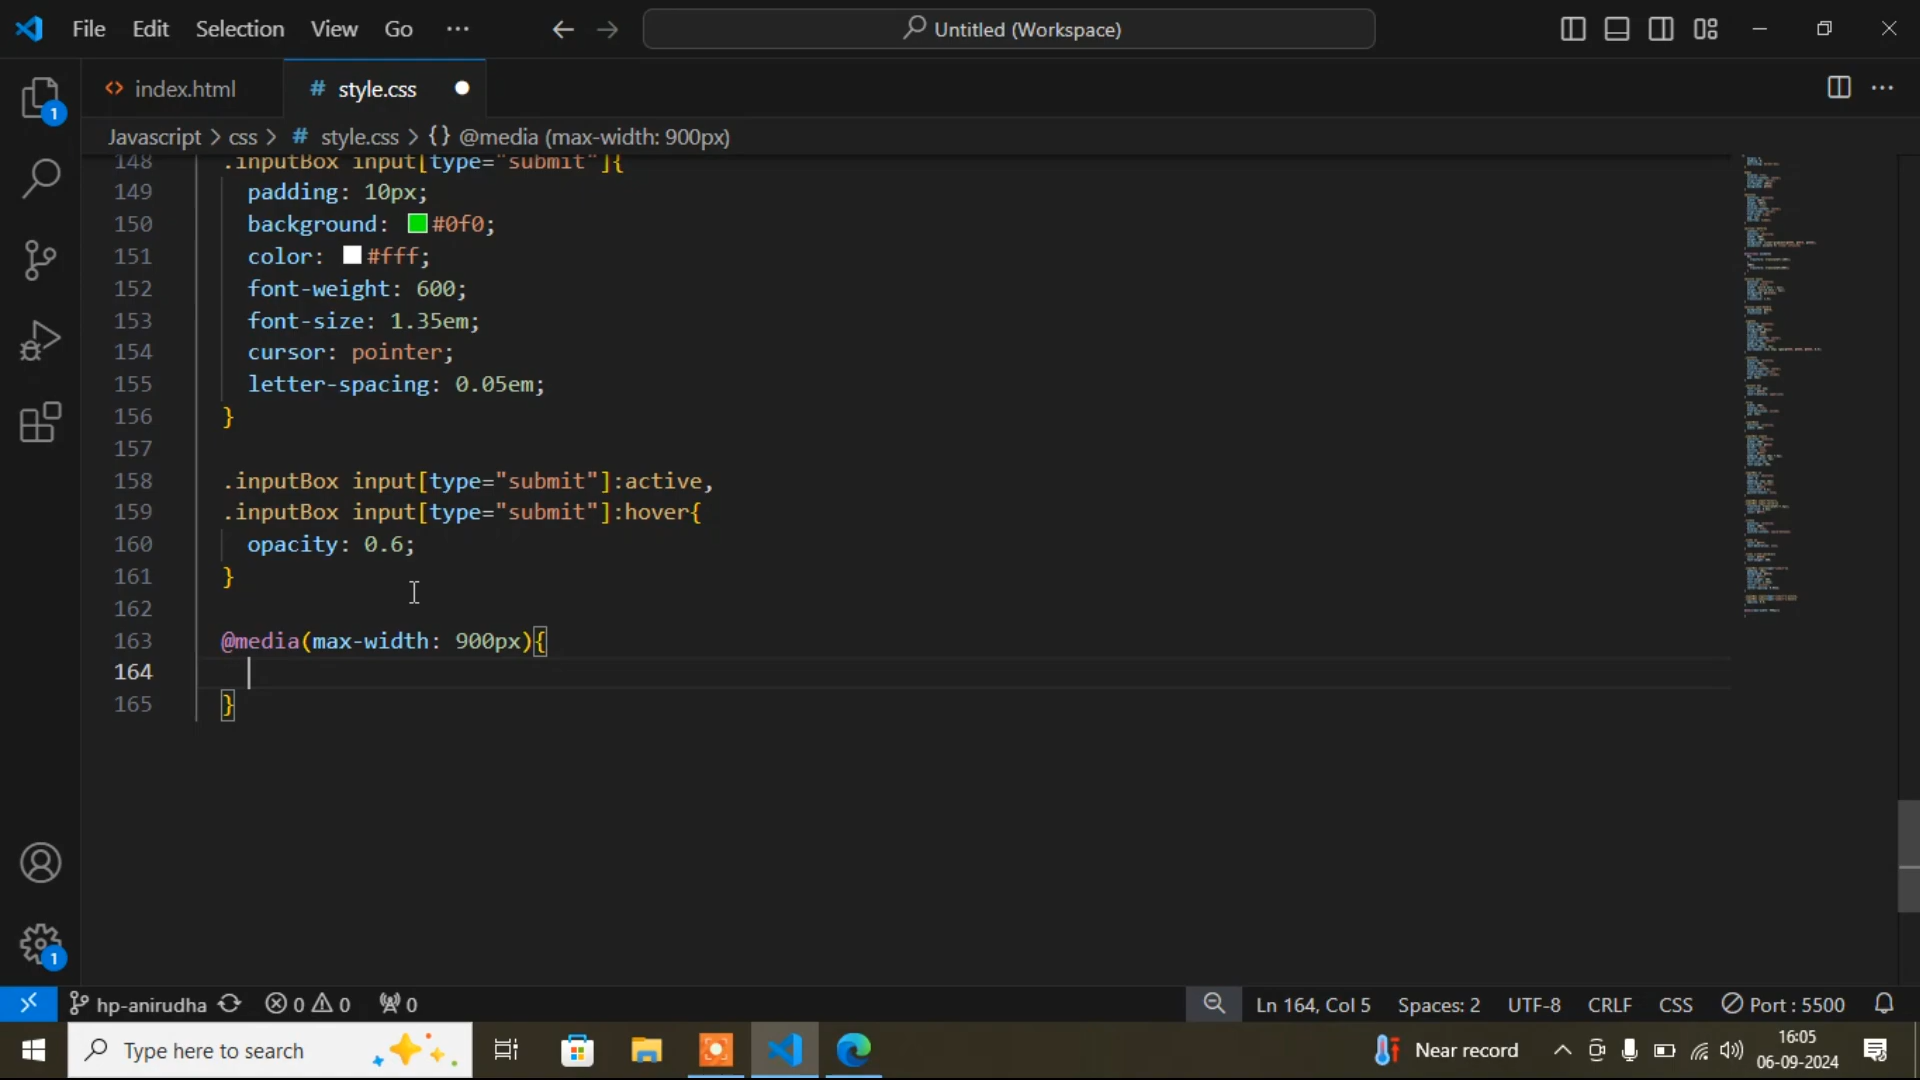 File Edit Selection View Go ··· Untitled (Workspace)
index.html # style.css
Javascript > css > # style.css > {} @media (max-width: 900px)
148 .inputBox input[type="submit"]{
149 padding: 10px;
150 background: #0f0;
151 color: #fff;
152 font-weight: 600;
153 font-size: 1.35em;
154 cursor: pointer;
155 letter-spacing: 0.05em;
156 }
157
158 .inputBox input[type="submit"]:active,
159 .inputBox input[type="submit"]:hover{
160 opacity: 0.6;
161 }
162
163 @media(max-width: 900px){
164
165 }
1
1
hp-anirudha 0 0 0 Ln 164, Col 5 Spaces: 2 UTF-8 CRLF CSS Port : 5500
Type here to search Near record 16:05
06-09-2024